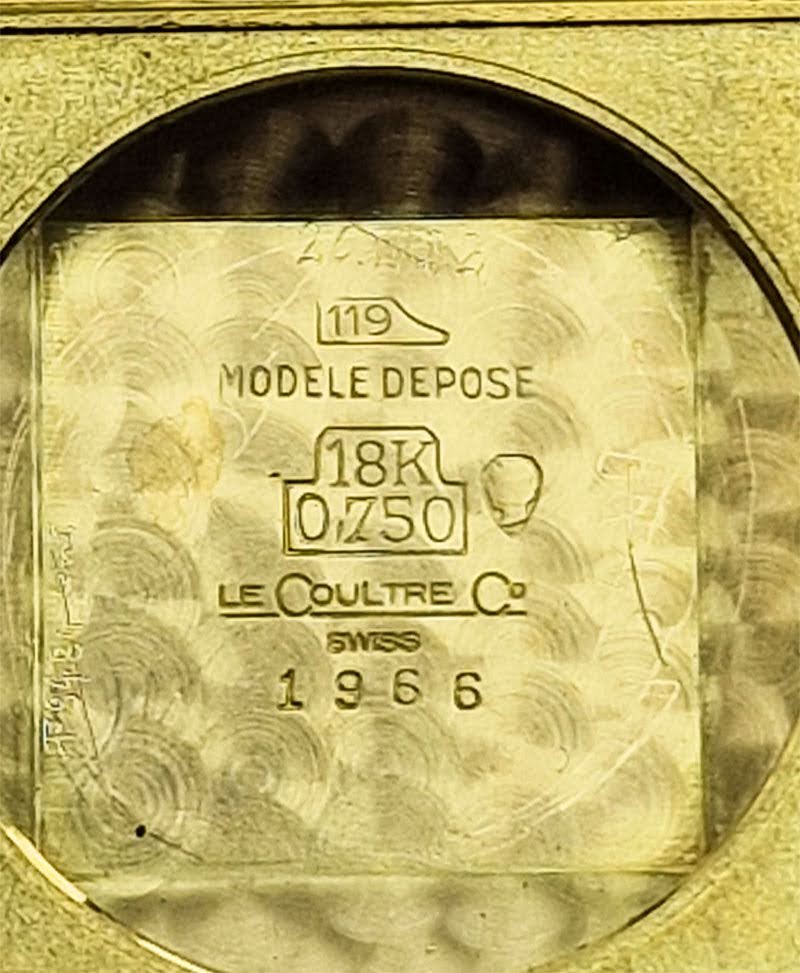 119
MODELE DEPOSE
18K
0,750
LE COULTRE Co
SWISS
1966